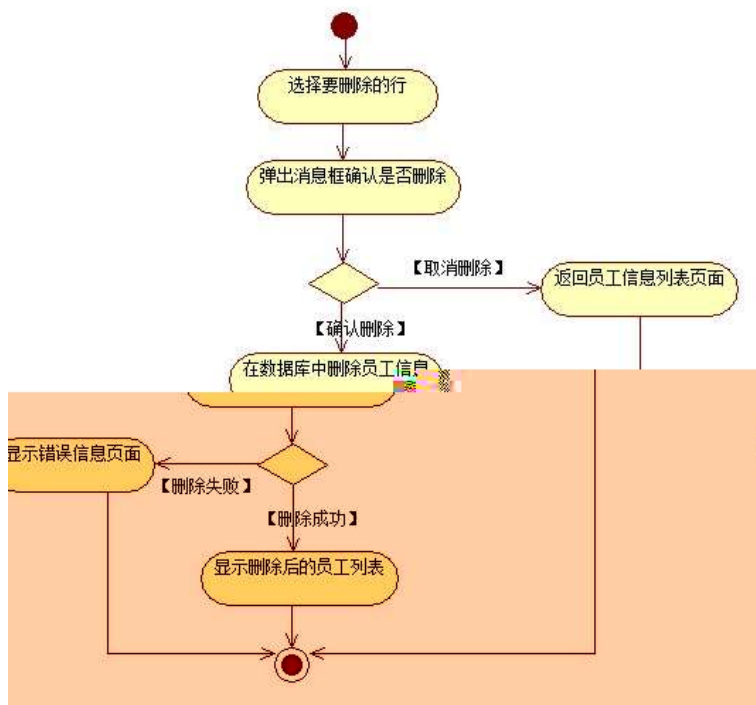 选择要删除的行
弹出消息框确认是否删除
【取消删除】
返回员工信息列表页面
【确认删除】
在数据库中删除员工信息
显示错误信息页面
【删除失败】
【删除成功】
显示删除后的员工列表